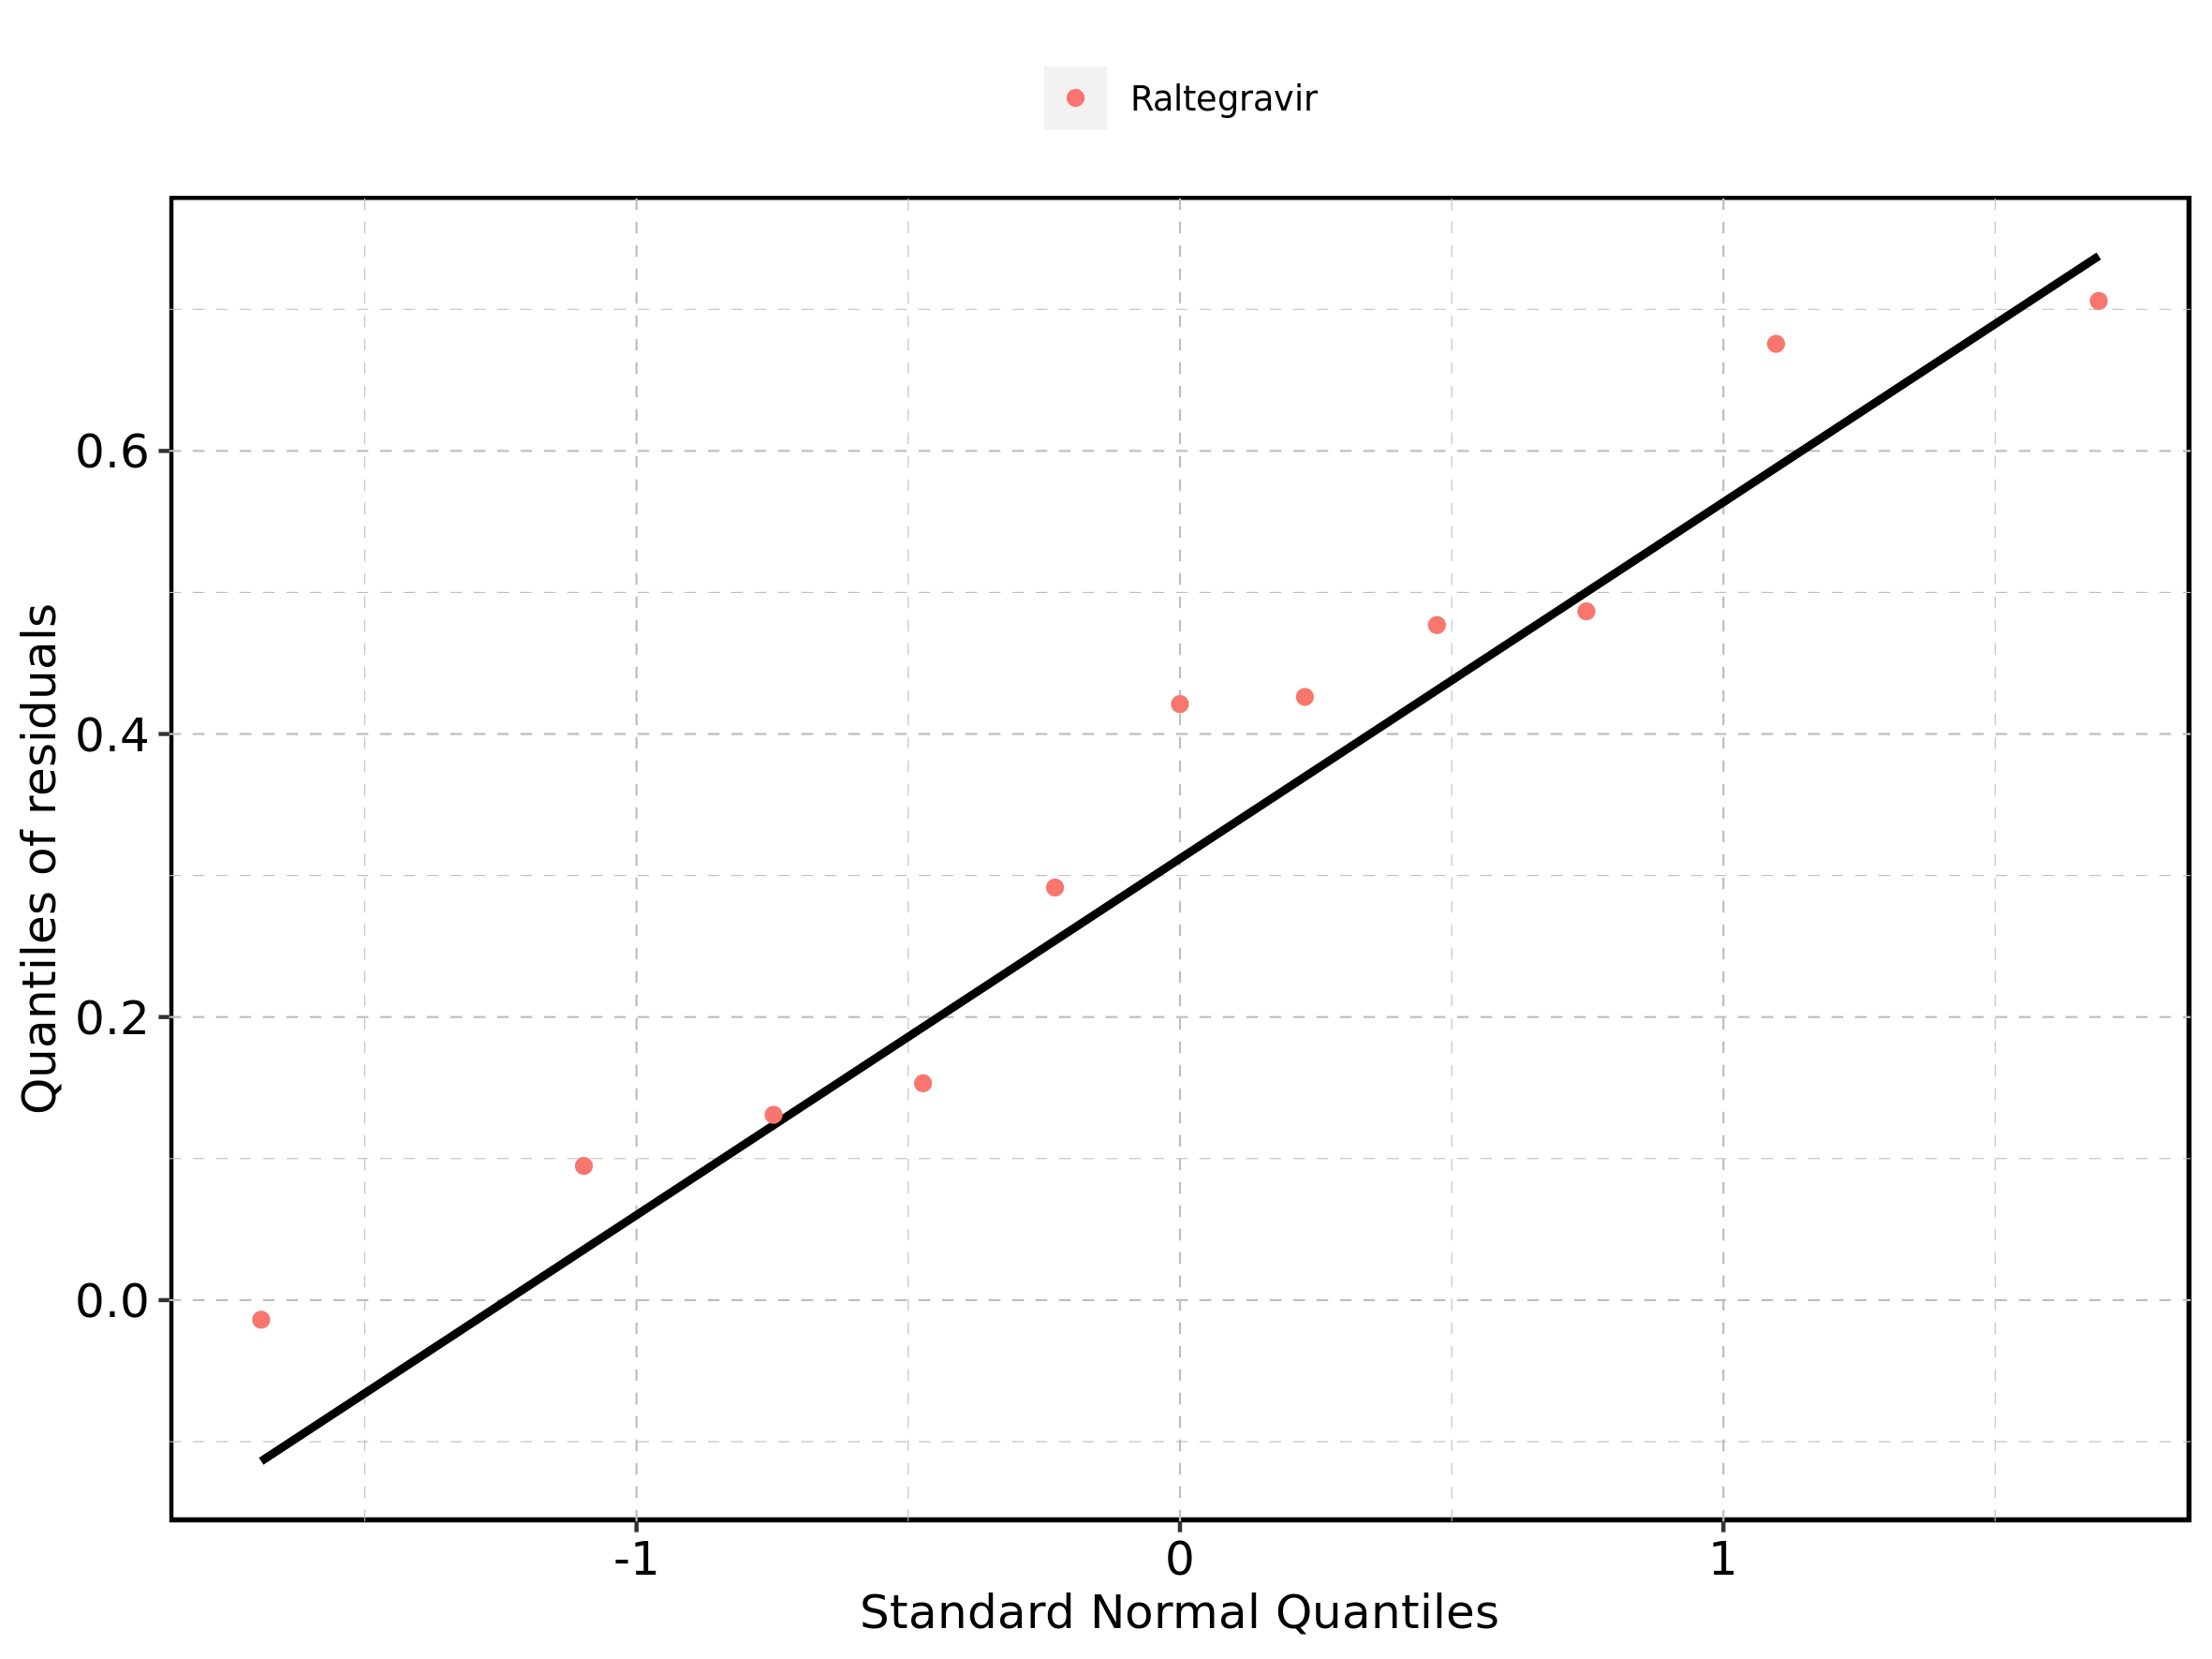 Raltegravir
Quantiles of residuals
0.6
0.4
0.2
0.0
-1 0 1
Standard Normal Quantiles